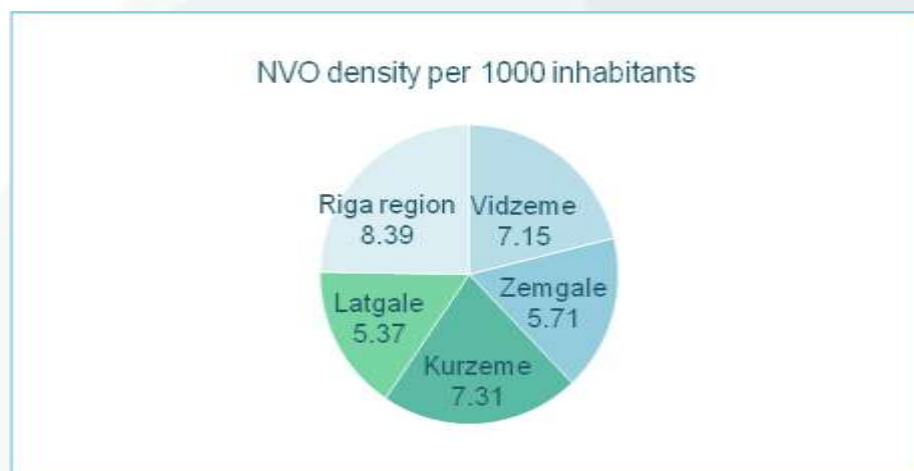 NVO density per 1000 inhabitants
Riga region
8.39
Vidzeme
7.15
Zemgale
5.71
Latgale
5.37
Kurzeme
7.31